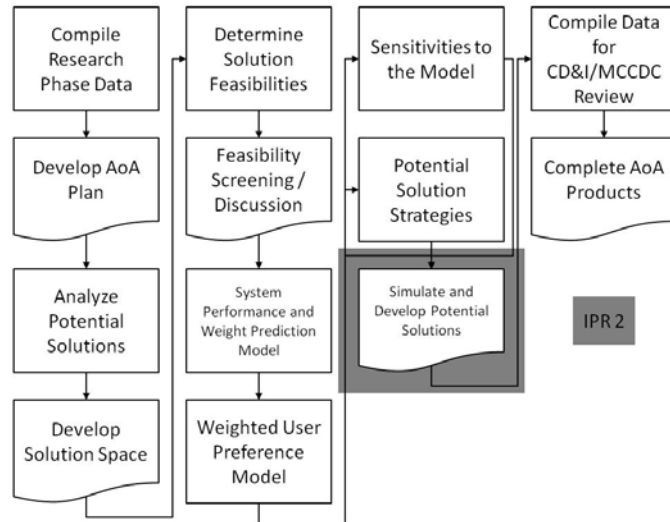 Compile
Research
Phase Data
Develop AoA
Plan
Analyze
Potential
Solutions
Develop
Solution Space
Determine
Solution
Feasibilities
Feasibility
Screening /
Discussion
System
Performance and
Weight Prediction
Model
Weighted User
Preference
Model
Sensitivities to
the Model
Potential
Solution
Strategies
Simulate and
Develop Potential
Solutions
Compile Data
for
CD&I/MCCDC
Review
Complete AoA
Products
IPR 2